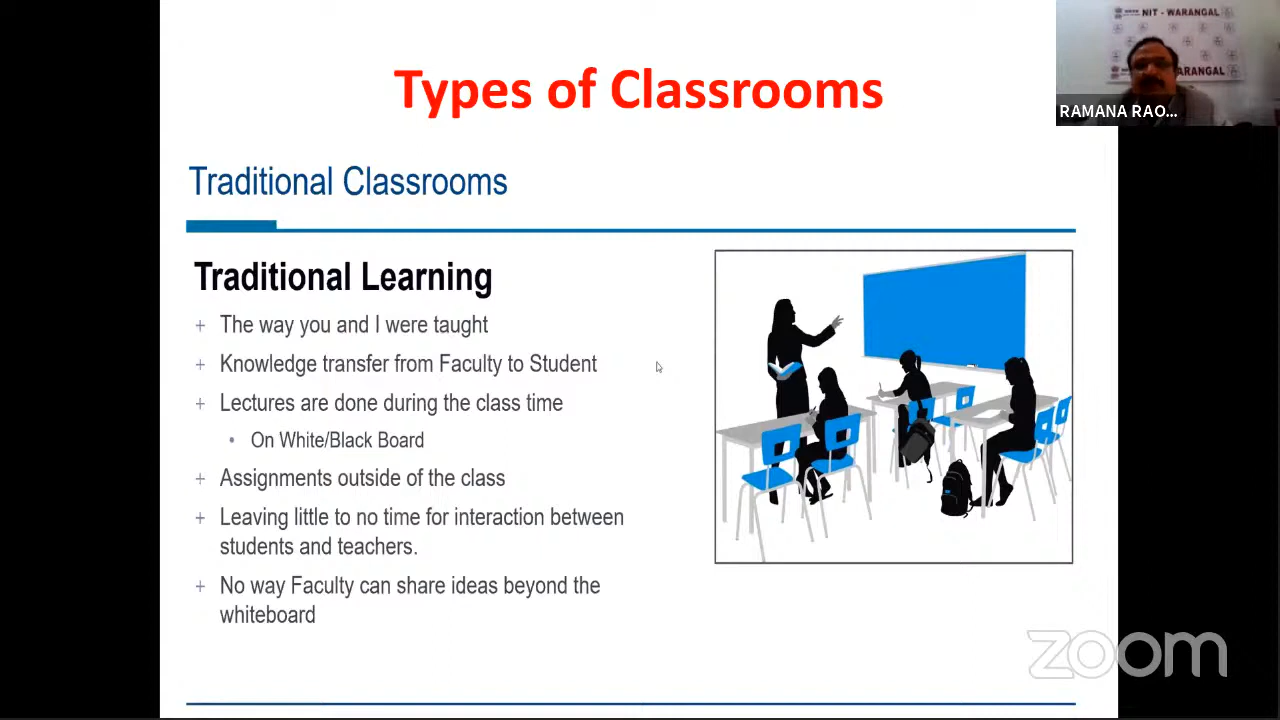 Types of Classrooms
NIT - WARANGAL
ARANGAL
RAMANA RAO...
Traditional Classrooms
Traditional Learning
+ The way you and I were taught
+ Knowledge transfer from Faculty to Student
+ Lectures are done during the class time
• On White/Black Board
+ Assignments outside of the class
+ Leaving little to no time for interaction between
students and teachers.
+ No way Faculty can share ideas beyond the
whiteboard
zoom